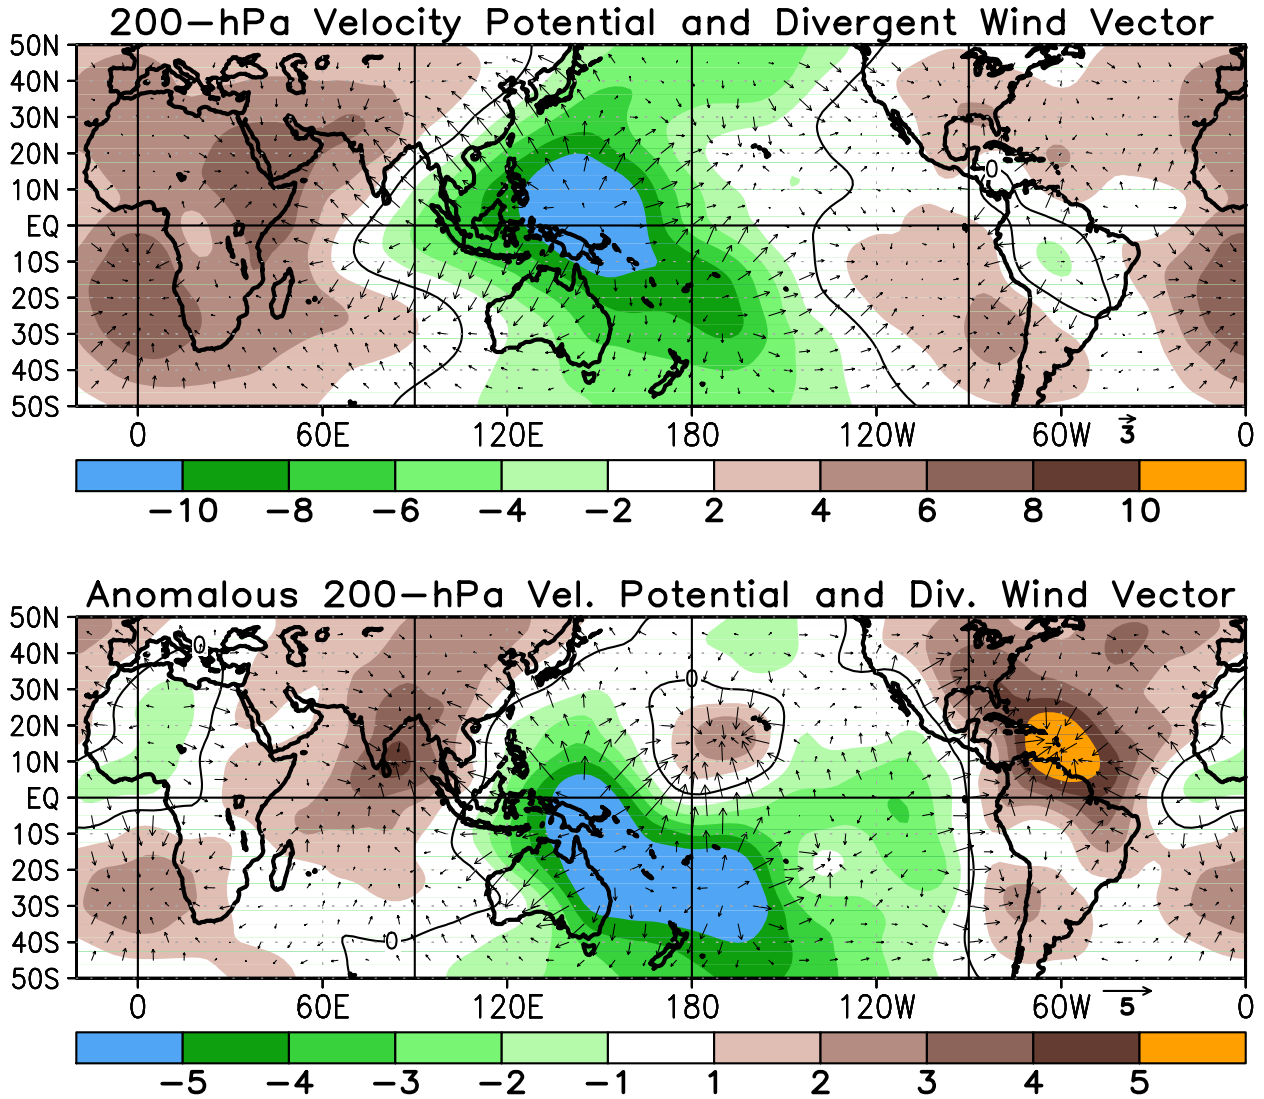 200-hPa Velocity Potential and Divergent Wind Vector
50N
40N
30N
20N
10N
EQ
10S
20S
30S
40S
50S
0
0 60E 120E 180 120W 60W 0
3
-10 -8 -6 -4 -2 2 4 6 8 10
Anomalous 200-hPa Vel. Potential and Div. Wind Vector
50N
40N
30N
20N
10N
EQ
10S
20S
30S
40S
50S
0
0
0
0
0 60E 120E 180 120W 60W 0
5
-5 -4 -3 -2 -1 1 2 3 4 5